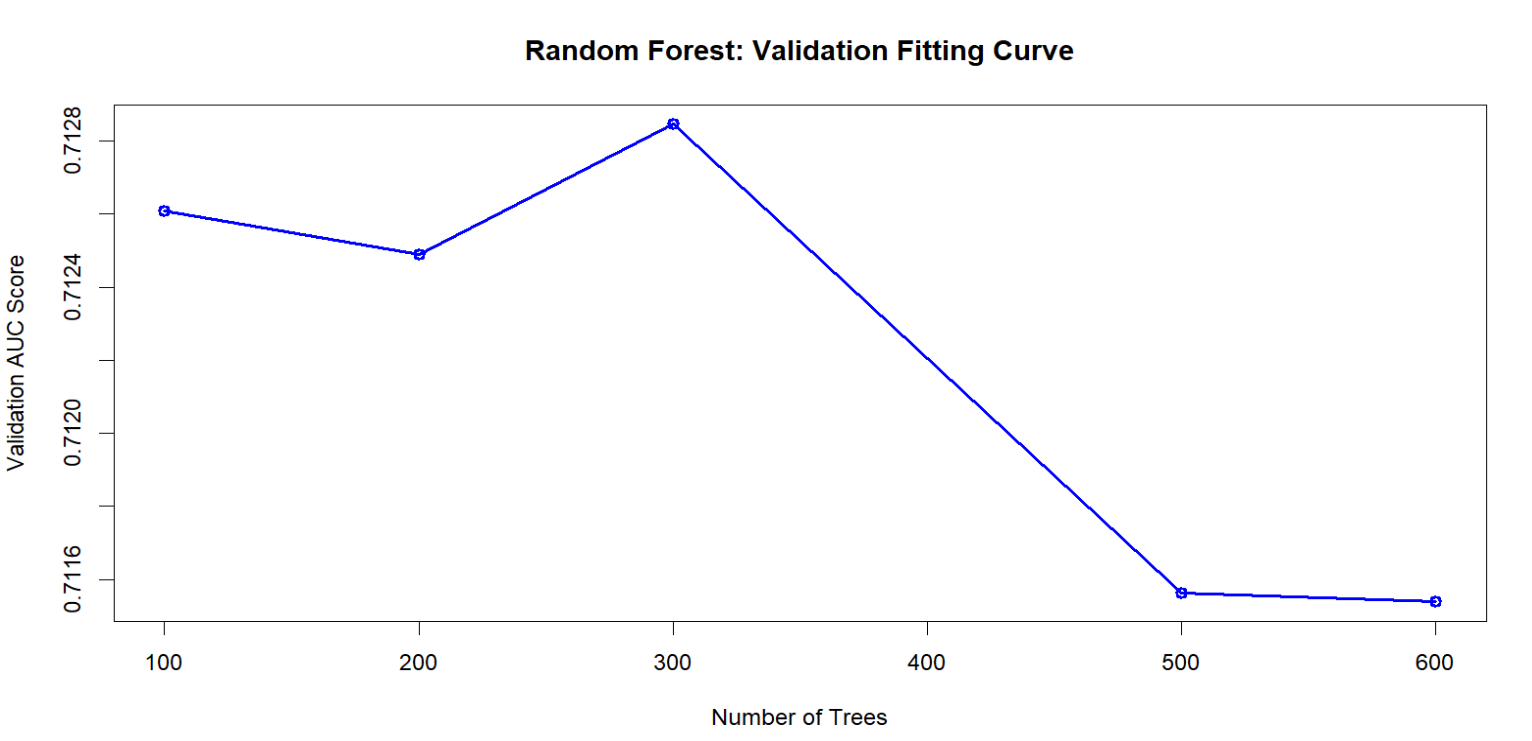 Random Forest: Validation Fitting Curve
Validation AUC Score
0.7128
0.7124
0.7120
0.7116
100 200 300 400 500 600
Number of Trees